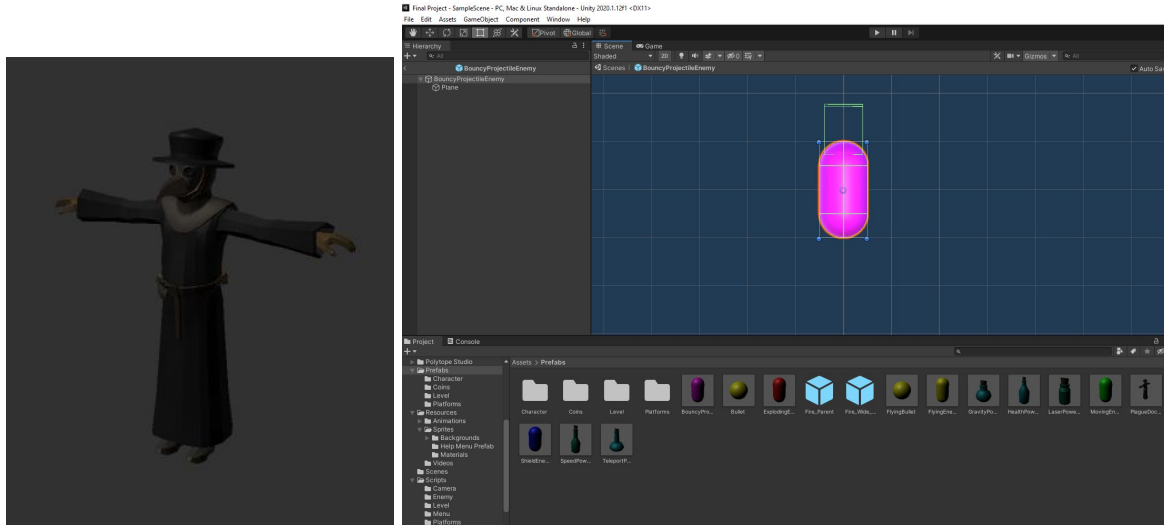 Final Project - SampleScene - PC, Mac & Linux Standalone - Unity 2020.1.12f1 <DX11>
File Edit Assets GameObject Component Window Help
Pivot Global
Hierarchy
Scene Game
All
Shaded 2D 0 Gizmos All
BouncyProjectileEnemy
Scenes BouncyProjectileEnemy Auto Sav
BouncyProjectileEnemy
Plane
Project Console
Polytope Studio
Prefabs
Character
Coins
Level
Platforms
Resources
Animations
Sprites
Backgrounds
Help Menu Prefab
Materials
Videos
Scenes
Scripts
Camera
Enemy
Level
Menu
Platforms
Assets > Prefabs
Character Coins Level Platforms BouncyPro... Bullet ExplodingE... Fire_Parent Fire_Wide_... FlyingBullet FlyingEne... GravityPo... HealthPow... LaserPowe... MovingEn... PlagueDoc...
ShieldEne... SpeedPow... TeleportP...